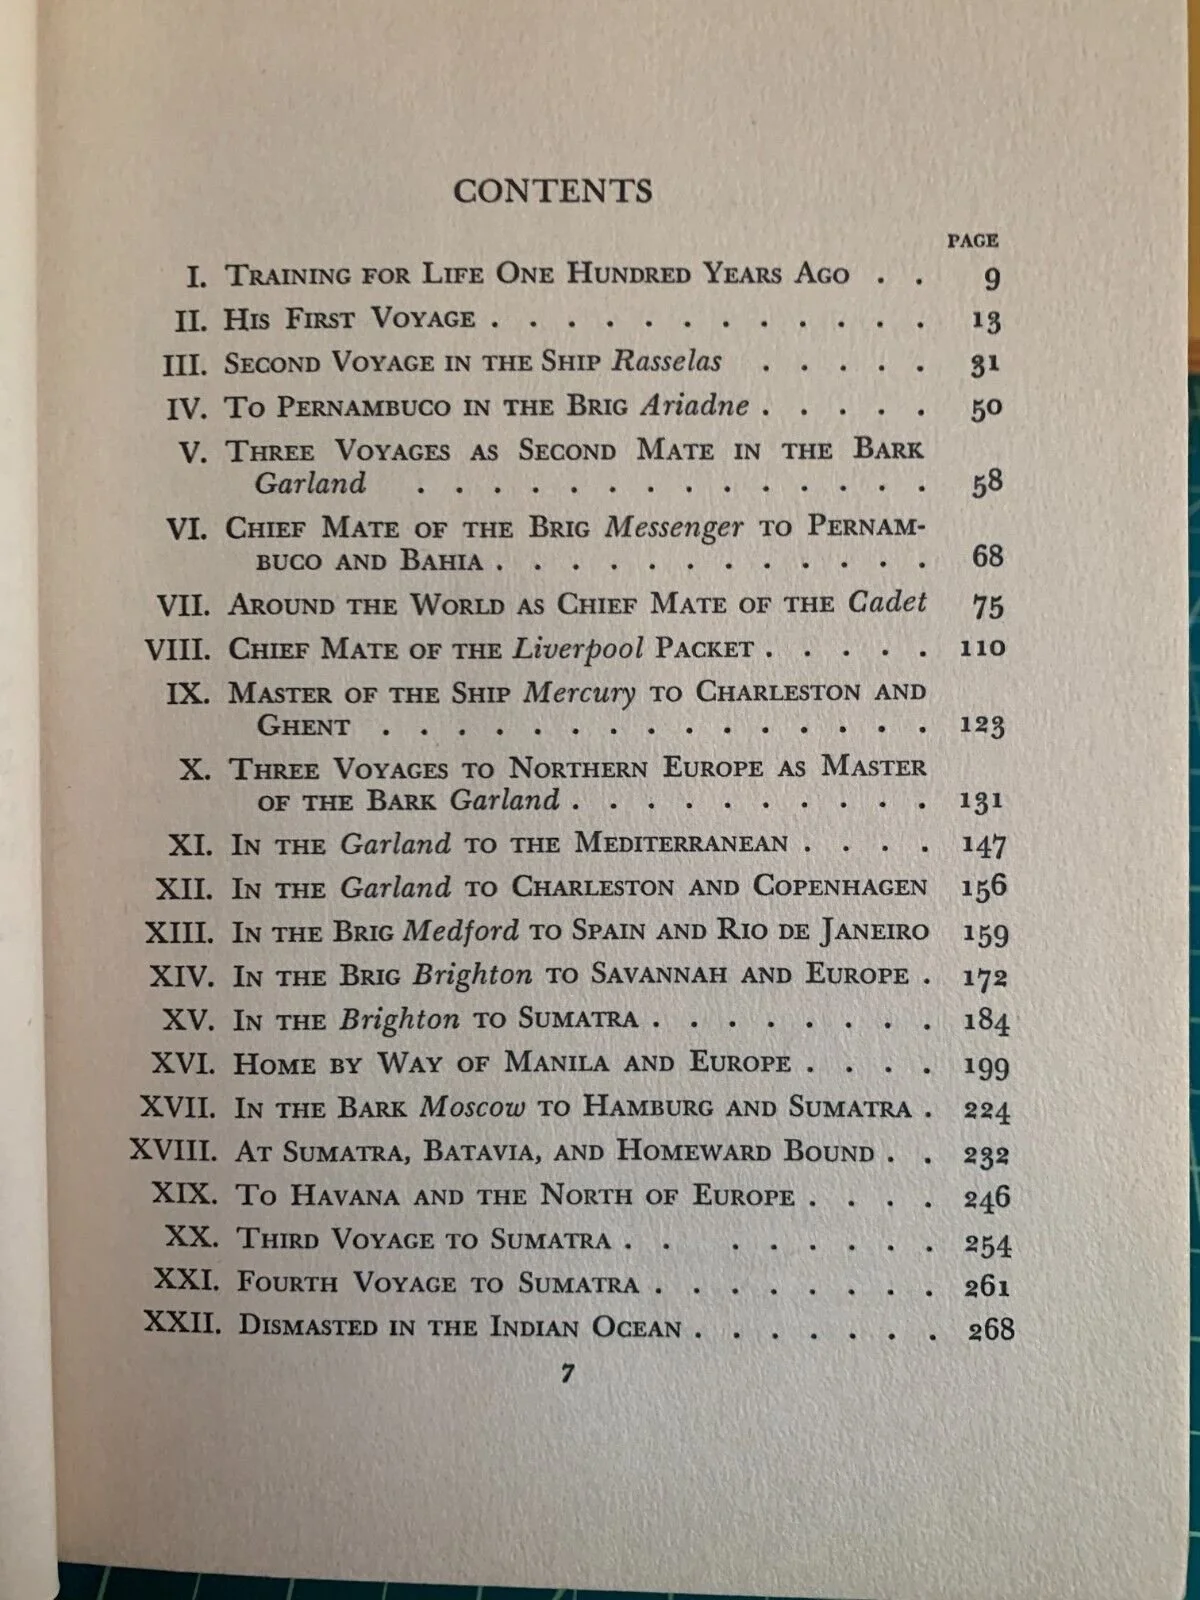 CONTENTS
PAGE
I. Training for Life One Hundred Years Ago . . 9
II. His First Voyage . . . . . . . . . . . . 13
III. Second Voyage in the Ship Rasselas . . . . . 31
IV. To Pernambuco in the Brig Ariadne . . . . . 50
V. Three Voyages as Second Mate in the Bark
Garland . . . . . . . . . . . . . . 58
VI. Chief Mate of the Brig Messenger to Pernam-
buco and Bahia . . . . . . . . . . . . 68
VII. Around the World as Chief Mate of the Cadet 75
VIII. Chief Mate of the Liverpool Packet . . . . . 110
IX. Master of the Ship Mercury to Charleston and
Ghent . . . . . . . . . . . . . . . 123
X. Three Voyages to Northern Europe as Master
of the Bark Garland . . . . . . . . . . 131
XI. In the Garland to the Mediterranean . . . . 147
XII. In the Garland to Charleston and Copenhagen 156
XIII. In the Brig Medford to Spain and Rio de Janeiro 159
XIV. In the Brig Brighton to Savannah and Europe . 172
XV. In the Brighton to Sumatra . . . . . . . . 184
XVI. Home by Way of Manila and Europe . . . . 199
XVII. In the Bark Moscow to Hamburg and Sumatra . 224
XVIII. At Sumatra, Batavia, and Homeward Bound . . 232
XIX. To Havana and the North of Europe . . . . 246
XX. Third Voyage to Sumatra . . . . . . . . 254
XXI. Fourth Voyage to Sumatra . . . . . . . . 261
XXII. Dismasted in the Indian Ocean . . . . . . . 268
7